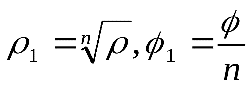 ρ₁ = ⁿ√ρ, ϕ₁ = ϕ/n